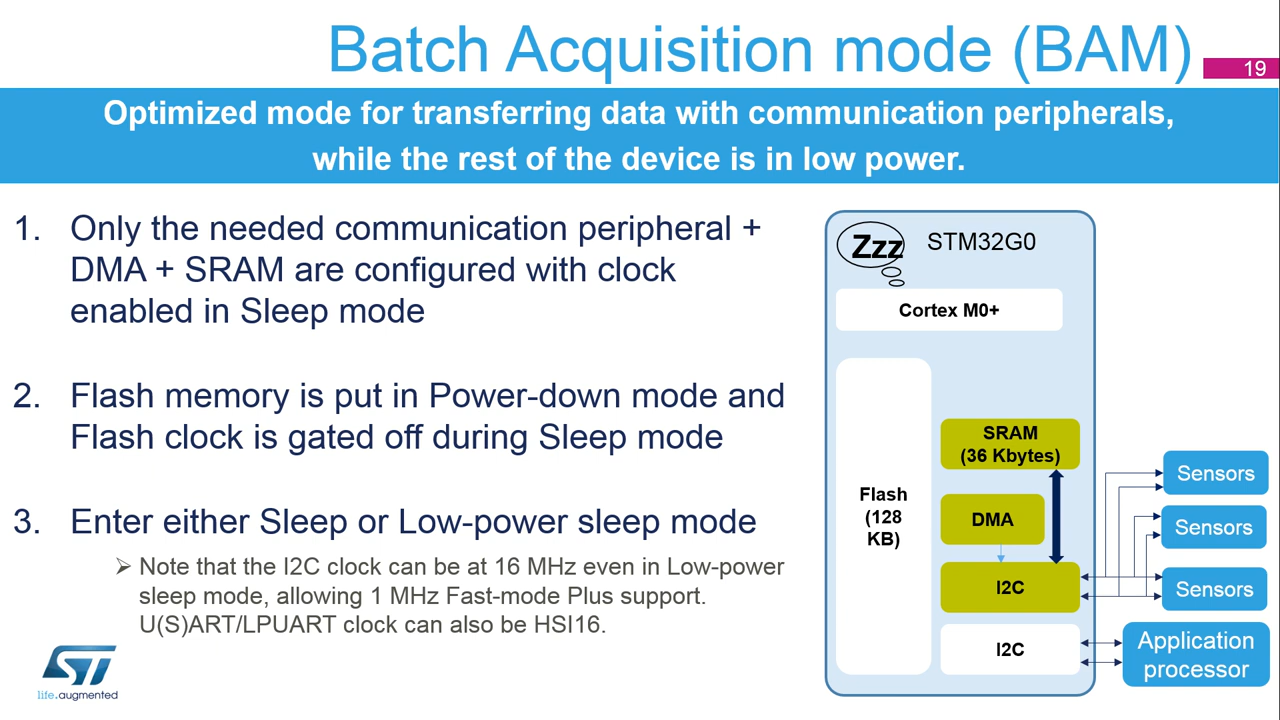 Batch Acquisition mode (BAM)
19
Optimized mode for transferring data with communication peripherals,
while the rest of the device is in low power.
1. Only the needed communication peripheral +
DMA + SRAM are configured with clock
enabled in Sleep mode
2. Flash memory is put in Power-down mode and
Flash clock is gated off during Sleep mode
3. Enter either Sleep or Low-power sleep mode
➢ Note that the I2C clock can be at 16 MHz even in Low-power
sleep mode, allowing 1 MHz Fast-mode Plus support.
U(S)ART/LPUART clock can also be HSI16.
Zzz
STM32G0
Cortex M0+
Flash
(128
KB)
SRAM
(36 Kbytes)
DMA
I2C
I2C
Sensors
Sensors
Sensors
Application
processor
ST
life.augmented